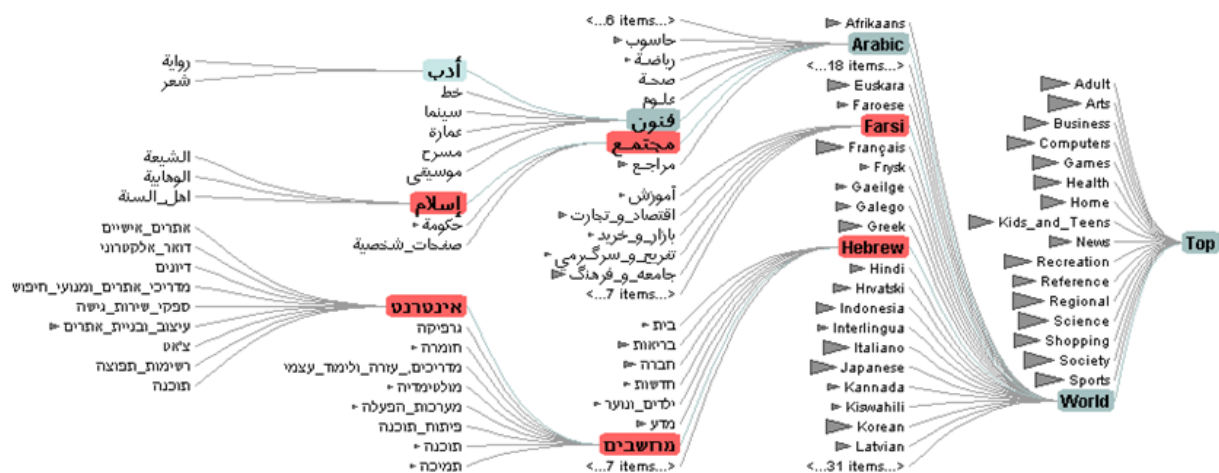 Top
Adult
Arts
Business
Computers
Games
Health
Home
Kids_and_Teens
News
Recreation
Reference
Regional
Science
Shopping
Society
Sports
World
Afrikaans
Arabic
<...18 items...>
Euskara
Faroese
Farsi
Français
Frysk
Gaeilge
Galego
Greek
Hebrew
Hindi
Hrvatski
Indonesia
Interlingua
Italiano
Japanese
Kannada
Kiswahili
Korean
Latvian
<...31 items...>
<...6 items...>
حاسوب
رياضة
صحة
علوم
فنون
مجتمع
مراجع
آموزش
اقتصاد_و_تجارت
بازار_و_خريد
تفريح_و_سرگرمي
جامعه_و_فرهنگ
<...7 items...>
בית
בריאות
חברה
חדשות
ילדים_ונוער
מדע
מחשבים
<...7 items...>
أدب
خط
سينما
عمارة
مسرح
موسيقى
إسلام
حكومة
صفحات_شخصية
אינטרנט
גרפיקה
חומרה
מדריכים,_עזרה_ולימוד_עצמי
מולטימדיה
מערכות_הפעלה
פיתוח_תוכנה
תוכנה
תמיכה
رواية
شعر
الشيعة
الوهابية
اهل_السنة
אתרים_אישיים
דואר_אלקטרוני
דיונים
מדריכי_אתרים_ומנועי_חיפוש
ספקי_שירות_גישה
עיצוב_ובניית_אתרים
צ'אט
רשימות_תפוצה
תוכנה